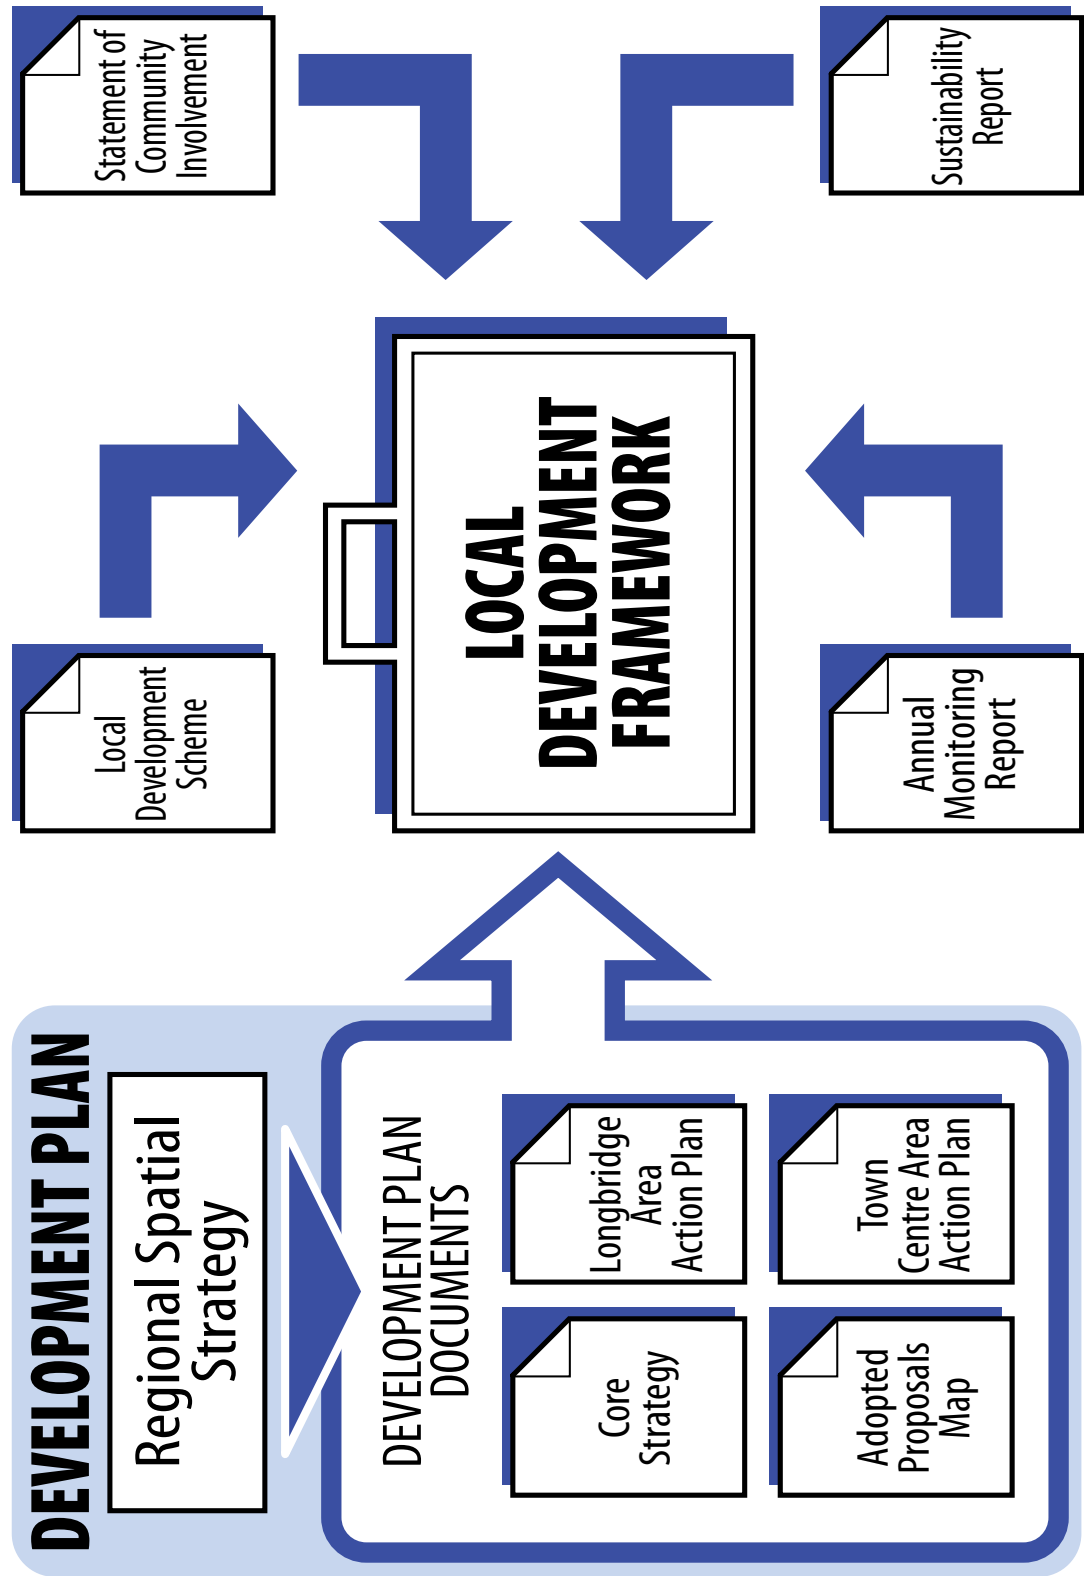 DEVELOPMENT PLAN
Regional Spatial
Strategy
DEVELOPMENT PLAN
DOCUMENTS
Core
Strategy
Longbridge
Area
Action Plan
Adopted
Proposals
Map
Town
Centre Area
Action Plan
Local
Development
Scheme
Statement of
Community
Involvement
LOCAL
DEVELOPMENT
FRAMEWORK
Annual
Monitoring
Report
Sustainability
Report